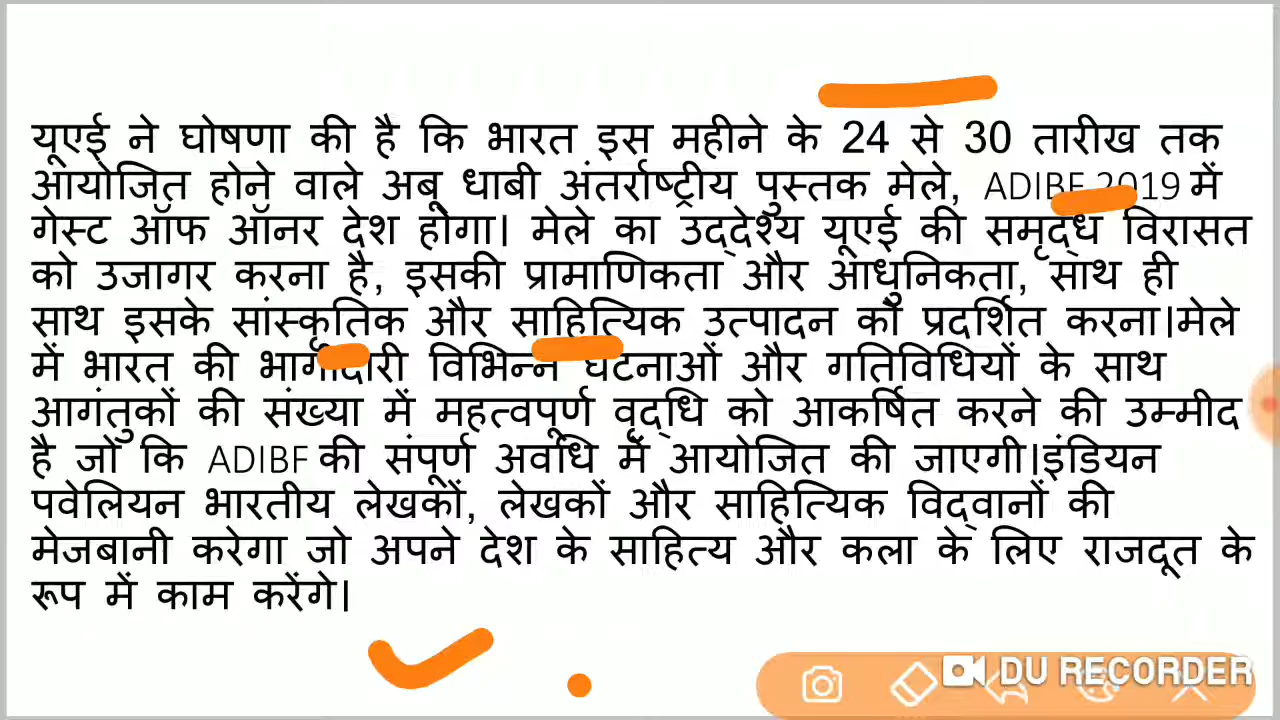 यूएई ने घोषणा की है कि भारत इस महीने के 24 से 30 तारीख तक
आयोजित होने वाले अबू धाबी अंतर्राष्ट्रीय पुस्तक मेले, ADIBF 2019 में
गेस्ट ऑफ ऑनर देश होगा। मेले का उद्देश्य यूएई की समृद्ध विरासत
को उजागर करना है, इसकी प्रामाणिकता और आधुनिकता, साथ ही
साथ इसके सांस्कृतिक और साहित्यिक उत्पादन को प्रदर्शित करना।मेले
में भारत की भागीदारी विभिन्न घटनाओं और गतिविधियों के साथ
आगंतुकों की संख्या में महत्वपूर्ण वृद्धि को आकर्षित करने की उम्मीद
है जो कि ADIBF की संपूर्ण अवधि में आयोजित की जाएगी।इंडियन
पवेलियन भारतीय लेखकों, लेखकों और साहित्यिक विद्वानों की
मेजबानी करेगा जो अपने देश के साहित्य और कला के लिए राजदूत के
रूप में काम करेंगे।
DU RECORDER